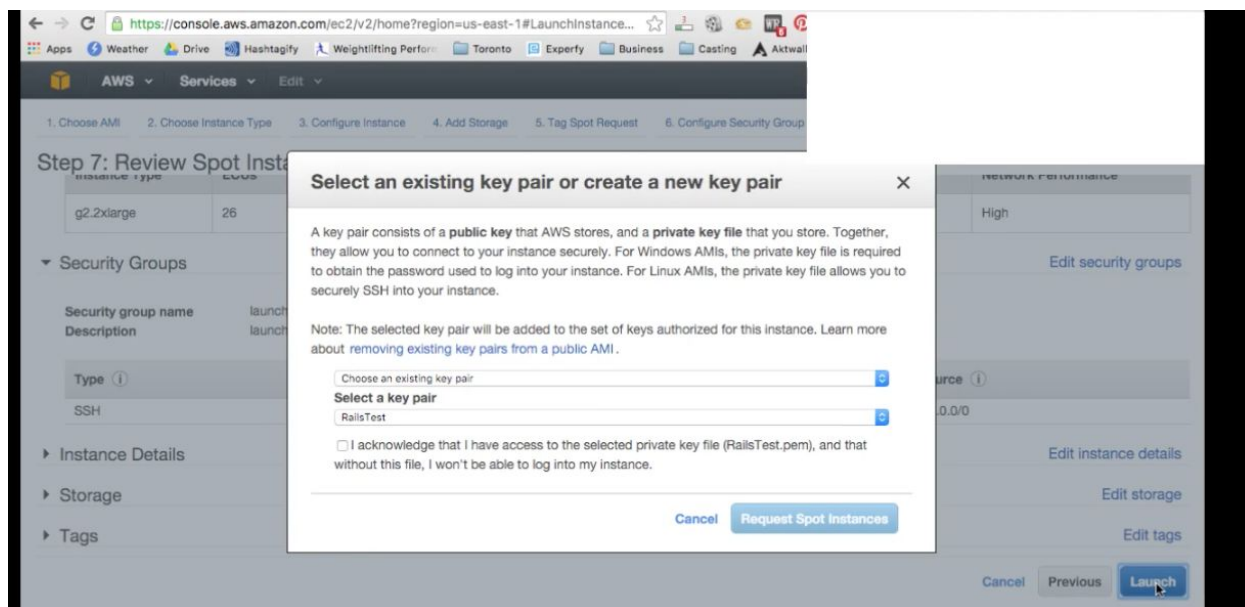 https://console.aws.amazon.com/ec2/v2/home?region=us-east-1#LaunchInstance...
Apps Weather Drive Hashtagify Weightlifting Perform Toronto Experfy Business Casting Aktwall
AWS Services Edit
1. Choose AMI 2. Choose Instance Type 3. Configure Instance 4. Add Storage 5. Tag Spot Request 6. Configure Security Group
Step 7: Review Spot Insta
Instance Type ECUs Network Performance
g2.2xlarge 26 High
Security Groups Edit security groups
Security group name launch
Description launch
Type urce
SSH .0.0/0
Instance Details Edit instance details
Storage Edit storage
Tags Edit tags
Cancel Previous Launch
Select an existing key pair or create a new key pair
A key pair consists of a public key that AWS stores, and a private key file that you store. Together,
they allow you to connect to your instance securely. For Windows AMIs, the private key file is required
to obtain the password used to log into your instance. For Linux AMIs, the private key file allows you to
securely SSH into your instance.
Note: The selected key pair will be added to the set of keys authorized for this instance. Learn more
about removing existing key pairs from a public AMI.
Choose an existing key pair
Select a key pair
RailsTest
I acknowledge that I have access to the selected private key file (RailsTest.pem), and that
without this file, I won't be able to log into my instance.
Cancel Request Spot Instances